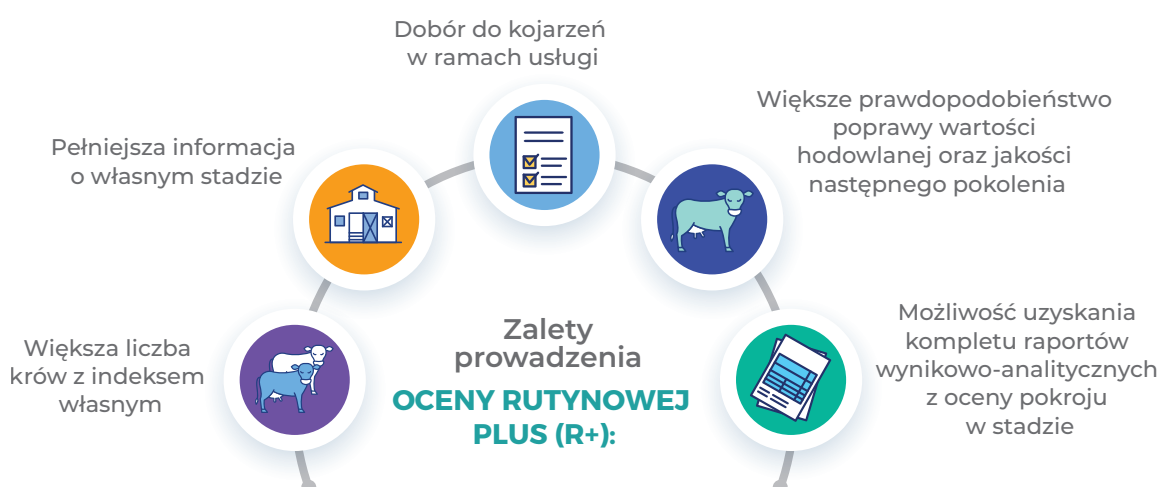 Dobór do kojarzeń
w ramach usługi
Większe prawdopodobieństwo
poprawy wartości
hodowlanej oraz jakości
następnego pokolenia
Pełniejsza informacja
o własnym stadzie
Możliwość uzyskania
kompletu raportów
wynikowo-analitycznych
z oceny pokroju
w stadzie
Większa liczba
krów z indeksem
własnym
Zalety
prowadzenia
OCENY RUTYNOWEJ
PLUS (R+):